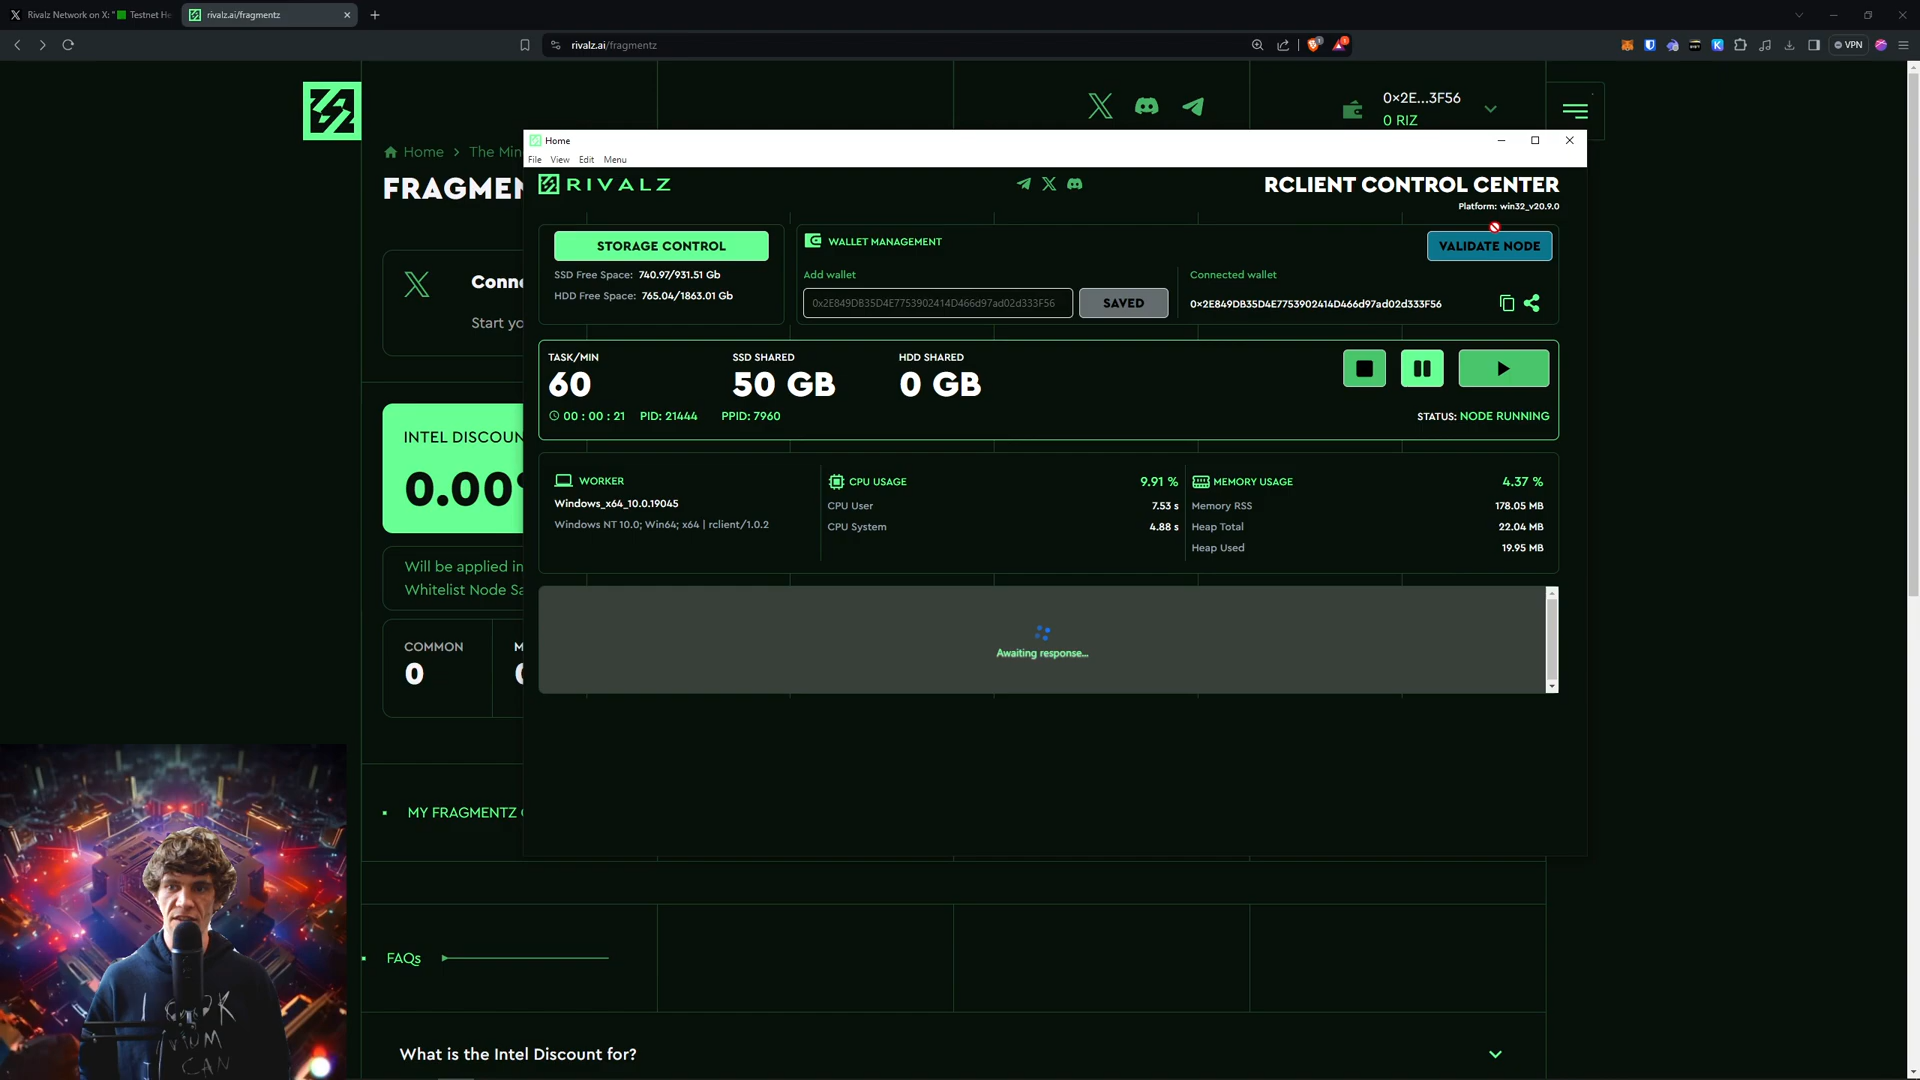 Rivalz Network on X: "🟩 Testnet He
rivalz.ai/fragmentz
rivalz.ai/fragmentz
VPN
0×2E...3F56
0 RIZ
Home > The Min
FRAGMEN
Conne
Start yo
INTEL DISCOUN
0.00%
Will be applied in
Whitelist Node Sa
COMMON
0
M
MY FRAGMENTZ
FAQs
What is the Intel Discount for?
Home
File View Edit Menu
RIVALZ
RCLIENT CONTROL CENTER
Platform: win32_v20.9.0
STORAGE CONTROL
SSD Free Space: 740.97/931.51 Gb
HDD Free Space: 765.04/1863.01 Gb
WALLET MANAGEMENT
VALIDATE NODE
Add wallet
0x2E849DB35D4E7753902414D466d97ad02d333F56
SAVED
Connected wallet
0×2E849DB35D4E7753902414D466d97ad02d333F56
TASK/MIN
60
SSD SHARED
50 GB
HDD SHARED
0 GB
00 : 00 : 21 PID: 21444 PPID: 7960
STATUS: NODE RUNNING
WORKER
Windows_x64_10.0.19045
Windows NT 10.0; Win64; x64 | rclient/1.0.2
CPU USAGE 9.91 %
CPU User 7.53 s
CPU System 4.88 s
MEMORY USAGE 4.37 %
Memory RSS 178.05 MB
Heap Total 22.04 MB
Heap Used 19.95 MB
Awaiting response...